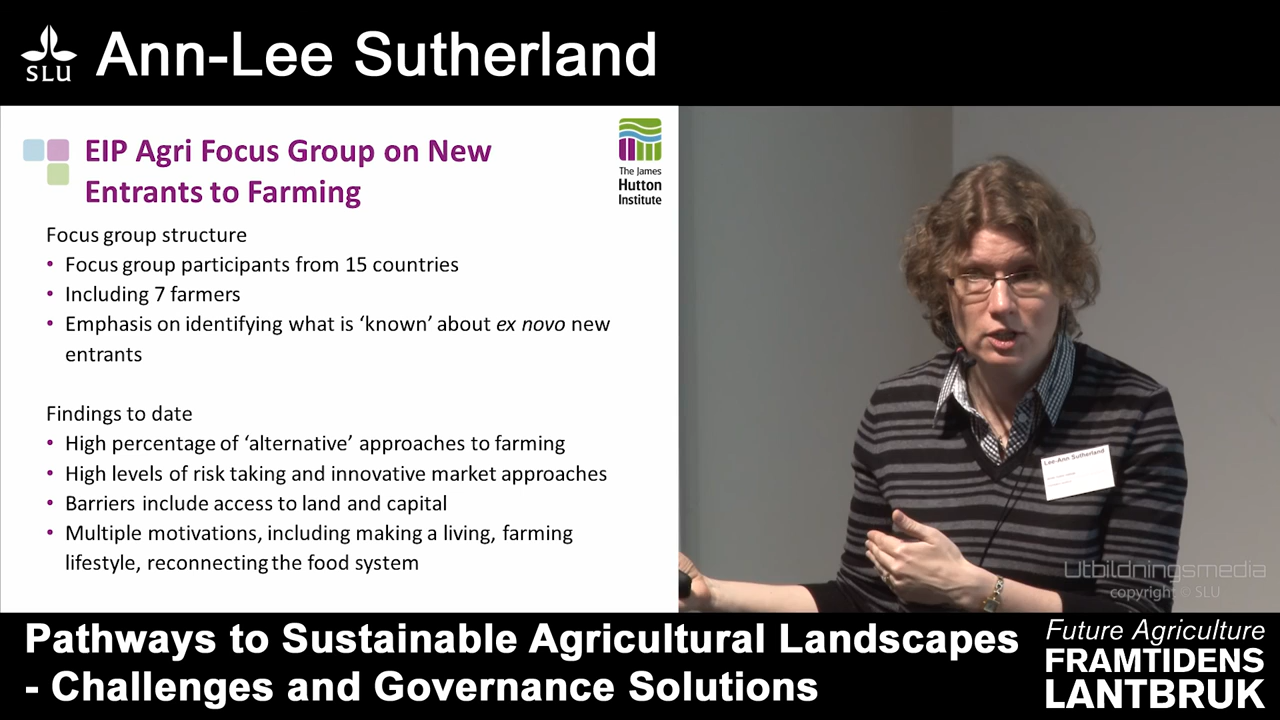 SLU
Ann-Lee Sutherland
EIP Agri Focus Group on New
Entrants to Farming
The James
Hutton
Institute
Focus group structure
• Focus group participants from 15 countries
• Including 7 farmers
• Emphasis on identifying what is ‘known’ about ex novo new
entrants
Findings to date
• High percentage of ‘alternative’ approaches to farming
• High levels of risk taking and innovative market approaches
• Barriers include access to land and capital
• Multiple motivations, including making a living, farming
lifestyle, reconnecting the food system
Lee-Ann Sutherland
Utbildningsmedia
copyright © SLU
Pathways to Sustainable Agricultural Landscapes
- Challenges and Governance Solutions
Future Agriculture
FRAMTIDENS
LANTBRUK